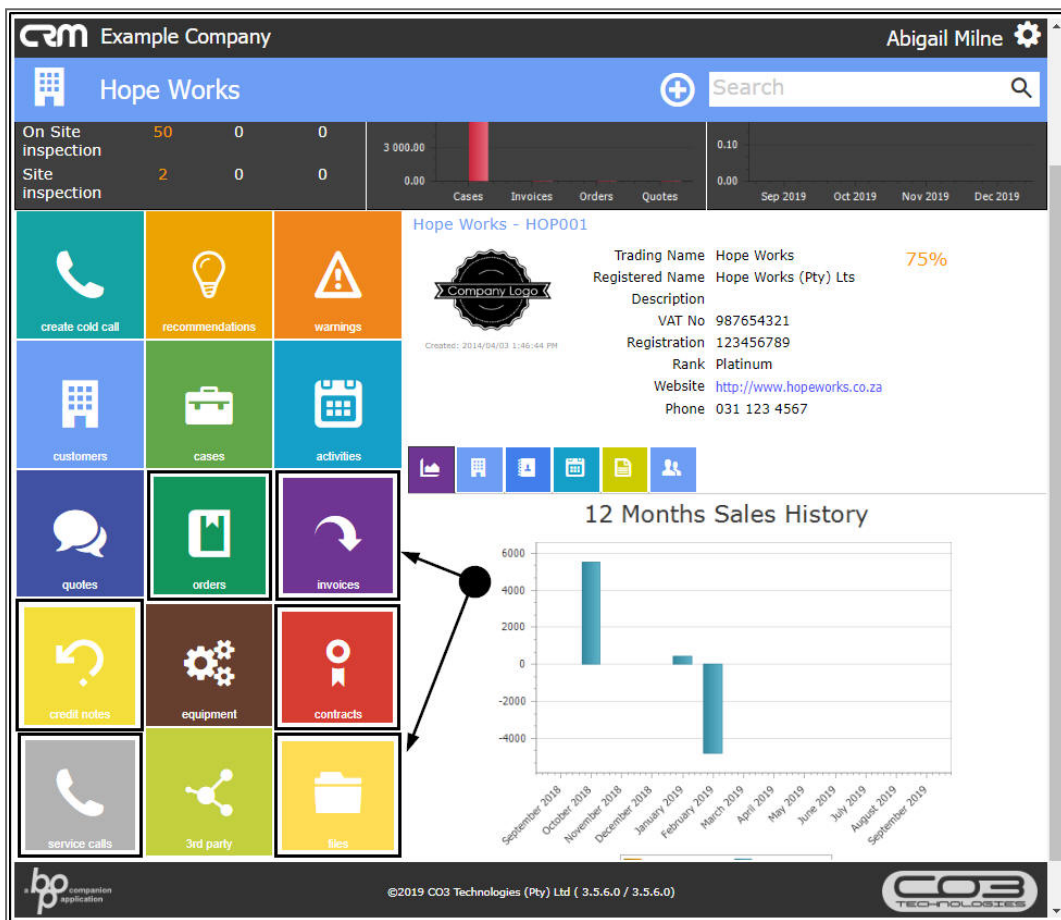 CRM Example Company
Abigail Milne
Hope Works
Search
On Site inspection 50 0 0
Site inspection 2 0 0
3 000.00
0.00
Cases Invoices Orders Quotes
0.10
0.00
Sep 2019 Oct 2019 Nov 2019 Dec 2019
create cold call
recommendations
warnings
customers
cases
activities
quotes
orders
invoices
credit notes
equipment
contracts
service calls
3rd party
files
Hope Works - HOP001
Company Logo
Created: 2014/04/03 1:46:44 PM
Trading Name Hope Works
75%
Registered Name Hope Works (Pty) Lts
Description
VAT No 987654321
Registration 123456789
Rank Platinum
Website http://www.hopeworks.co.za
Phone 031 123 4567
12 Months Sales History
6000
4000
2000
0
-2000
-4000
September 2018
October 2018
November 2018
December 2018
January 2019
February 2019
March 2019
April 2019
May 2019
June 2019
July 2019
August 2019
September 2019
a bpo companion application
©2019 CO3 Technologies (Pty) Ltd ( 3.5.6.0 / 3.5.6.0)
CO3
TECHNOLOGIES